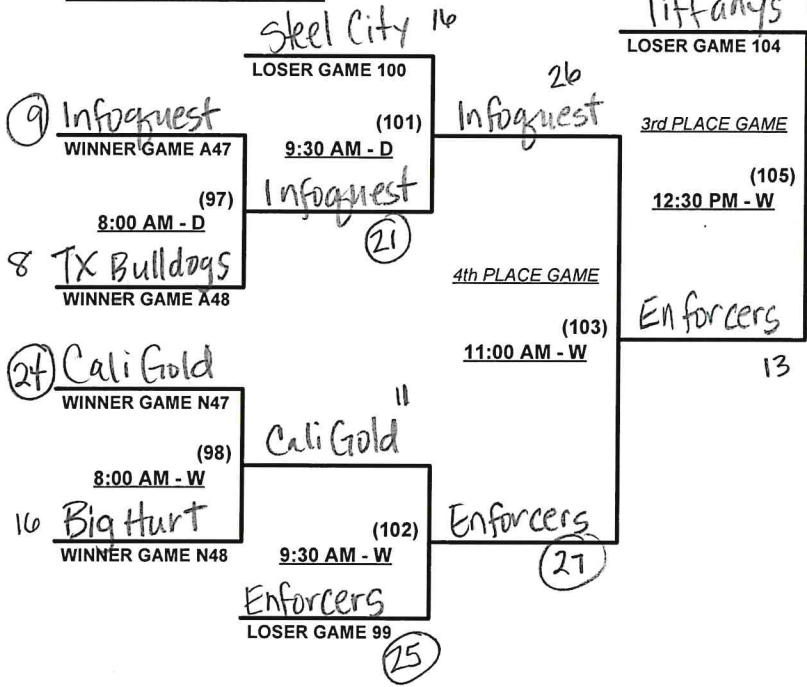 Steel City 16
LOSER GAME 100
Tiffanys
LOSER GAME 104
9 Infoquest
WINNER GAME A47
(101)
9:30 AM - D
26
Infoquest
3rd PLACE GAME
(97)
8:00 AM - D
Infoquest
21
(105)
12:30 PM - W
8 TX Bulldogs
WINNER GAME A48
4th PLACE GAME
(103)
11:00 AM - W
Enforcers
13
24 Cali Gold
WINNER GAME N47
(98)
8:00 AM - W
Cali Gold 11
16 Big Hurt
WINNER GAME N48
(102)
9:30 AM - W
Enforcers
27
Enforcers
LOSER GAME 99
25